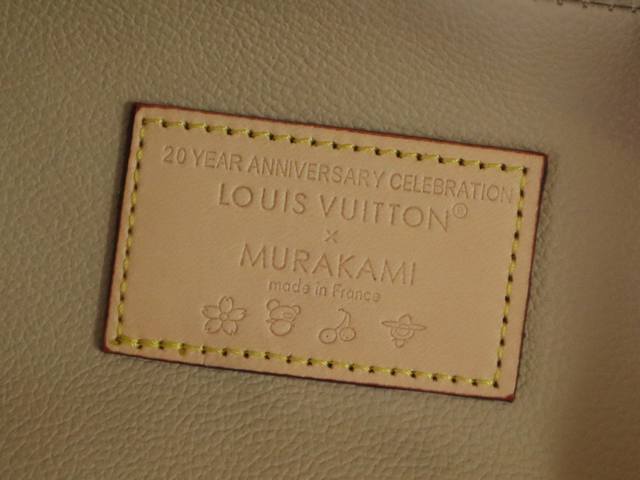 20 YEAR ANNIVERSARY CELEBRATION
LOUIS VUITTON®
×
MURAKAMI
made in France